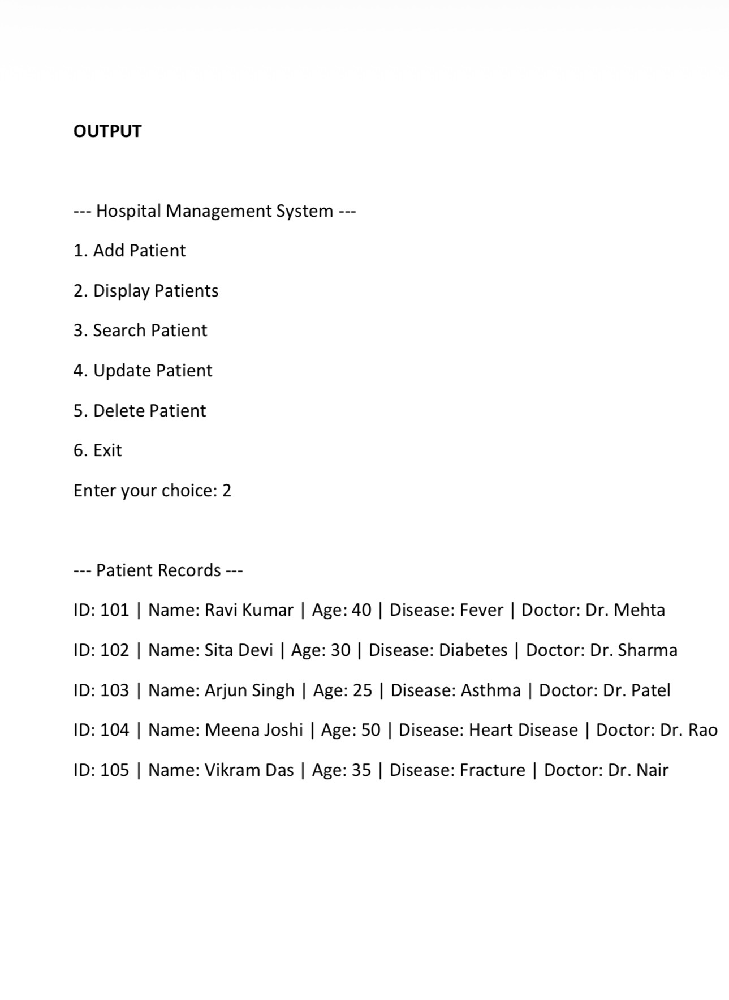 OUTPUT
--- Hospital Management System ---
1. Add Patient
2. Display Patients
3. Search Patient
4. Update Patient
5. Delete Patient
6. Exit
Enter your choice: 2
--- Patient Records ---
ID: 101 | Name: Ravi Kumar | Age: 40 | Disease: Fever | Doctor: Dr. Mehta
ID: 102 | Name: Sita Devi | Age: 30 | Disease: Diabetes | Doctor: Dr. Sharma
ID: 103 | Name: Arjun Singh | Age: 25 | Disease: Asthma | Doctor: Dr. Patel
ID: 104 | Name: Meena Joshi | Age: 50 | Disease: Heart Disease | Doctor: Dr. Rao
ID: 105 | Name: Vikram Das | Age: 35 | Disease: Fracture | Doctor: Dr. Nair